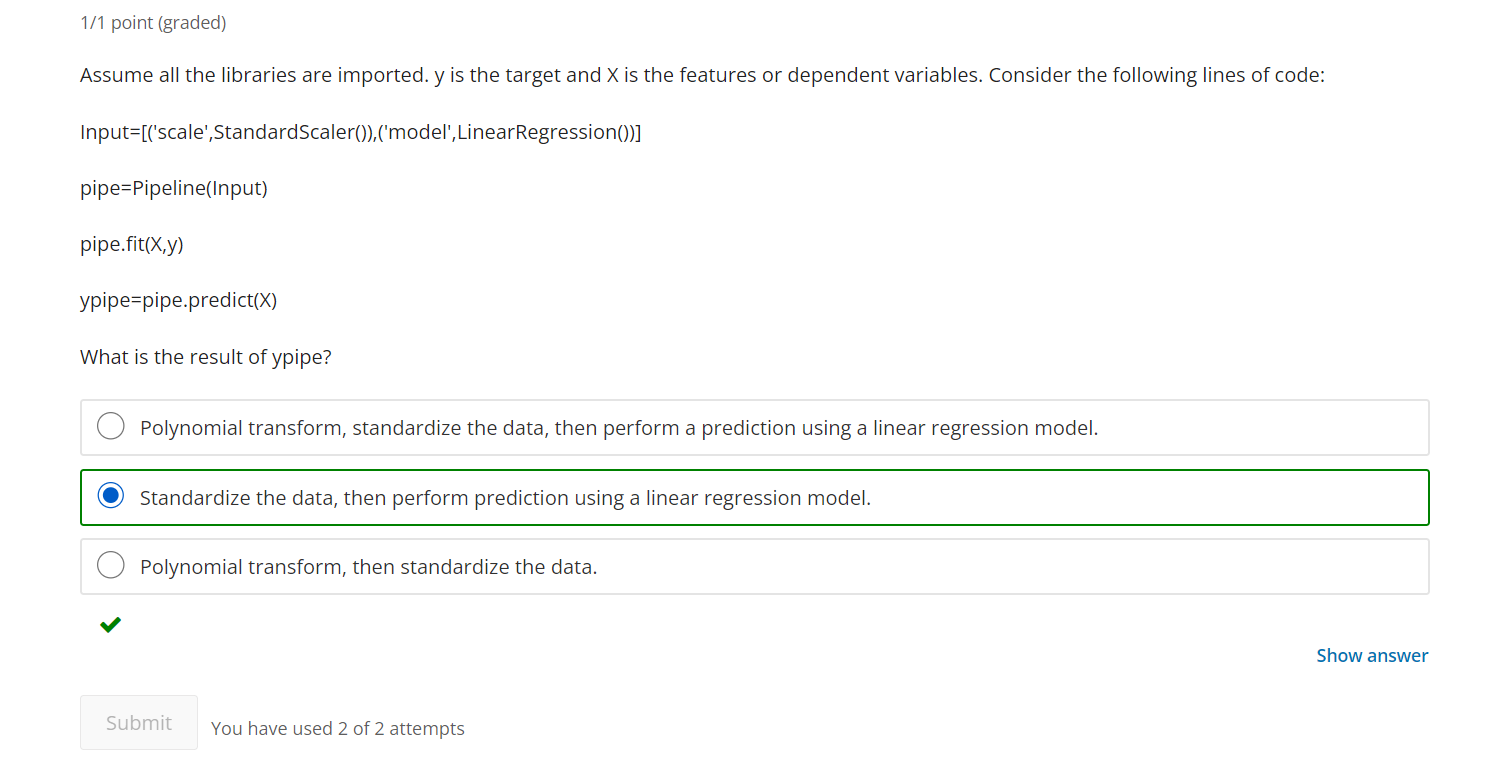 1/1 point (graded)
Assume all the libraries are imported. y is the target and X is the features or dependent variables. Consider the following lines of code:
Input=[('scale',StandardScaler()),('model',LinearRegression())]
pipe=Pipeline(Input)
pipe.fit(X,y)
ypipe=pipe.predict(X)
What is the result of ypipe?
Polynomial transform, standardize the data, then perform a prediction using a linear regression model.
Standardize the data, then perform prediction using a linear regression model.
Polynomial transform, then standardize the data.
Show answer
Submit
You have used 2 of 2 attempts